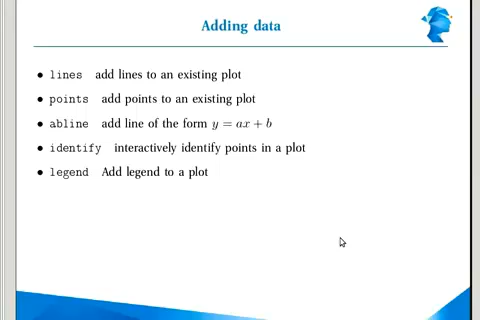 Adding data
• lines add lines to an existing plot
• points add points to an existing plot
• abline add line of the form y = ax + b
• identify interactively identify points in a plot
• legend Add legend to a plot